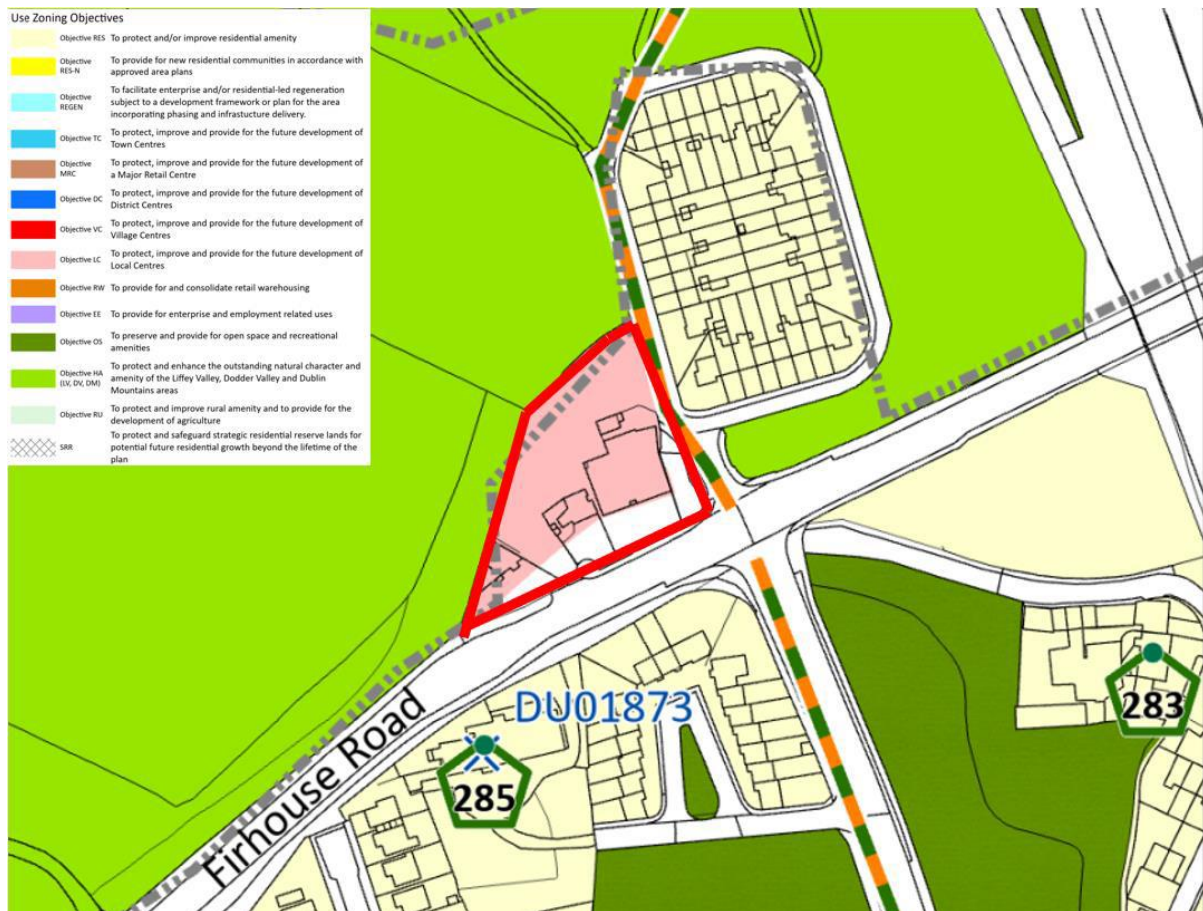 Use Zoning Objectives
Objective RES To protect and/or improve residential amenity
Objective
RES-N
To provide for new residential communities in accordance with
approved area plans
Objective
REGEN
To facilitate enterprise and/or residential-led regeneration
subject to a development framework or plan for the area
incorporating phasing and infrastucture delivery.
Objective TC
To protect, improve and provide for the future development of
Town Centres
Objective
MRC
To protect, improve and provide for the future development of
a Major Retail Centre
Objective DC
To protect, improve and provide for the future development of
District Centres
Objective VC
To protect, improve and provide for the future development of
Village Centres
Objective LC
To protect, improve and provide for the future development of
Local Centres
Objective RW To provide for and consolidate retail warehousing
Objective EE To provide for enterprise and employment related uses
Objective OS
To preserve and provide for open space and recreational
amenities
Objective HA
(LV, DV, DM)
To protect and enhance the outstanding natural character and
amenity of the Liffey Valley, Dodder Valley and Dublin
Mountains areas
Objective RU
To protect and improve rural amenity and to provide for the
development of agriculture
SRR
To protect and safeguard strategic residential reserve lands for
potential future residential growth beyond the lifetime of the
plan
DU01873
283
285
Firhouse Road